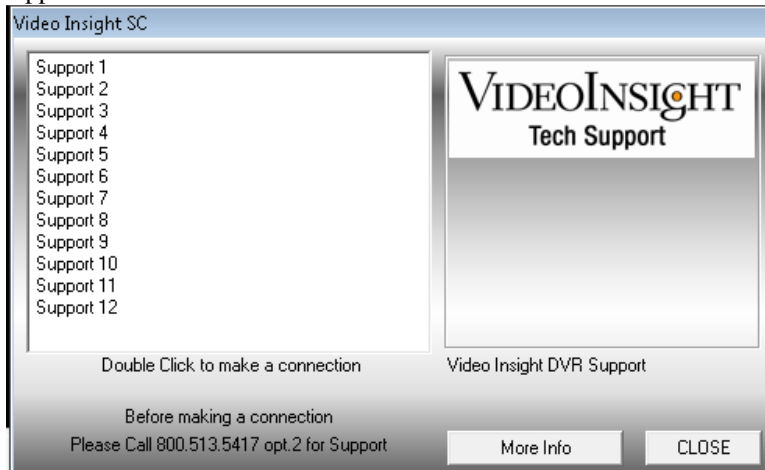 Video Insight SC
Support 1
Support 2
Support 3
Support 4
Support 5
Support 6
Support 7
Support 8
Support 9
Support 10
Support 11
Support 12
Double Click to make a connection
Before making a connection
Please Call 800.513.5417 opt.2 for Support
VIDEOINSIGHT
Tech Support
Video Insight DVR Support
More Info
CLOSE